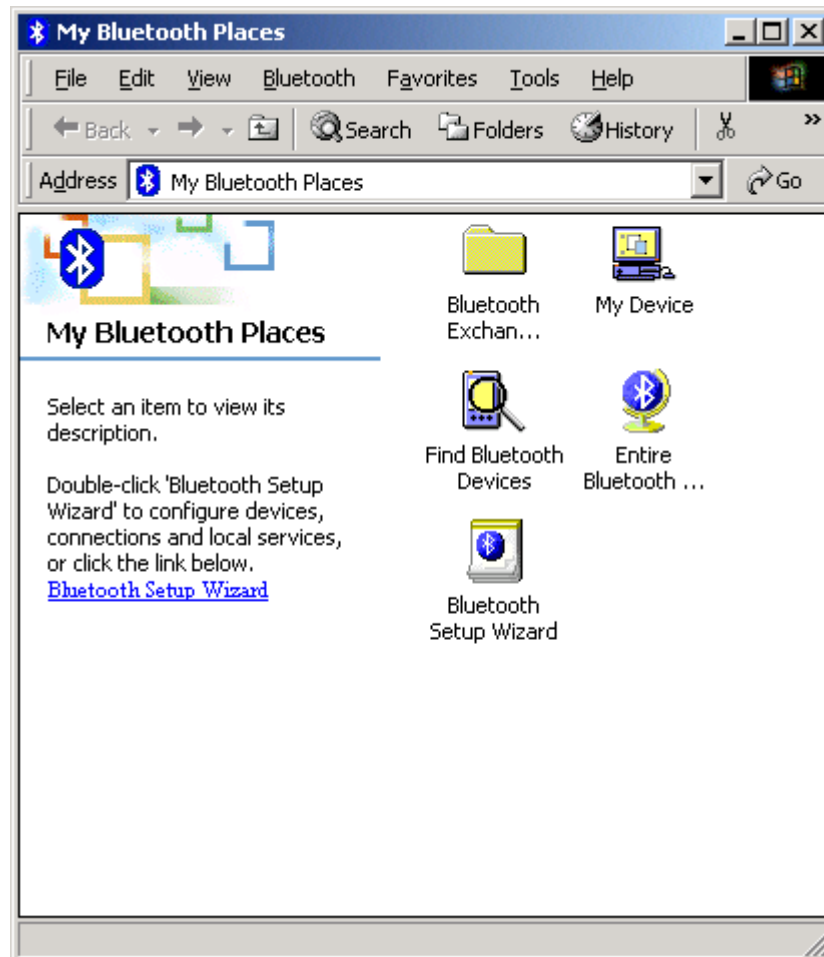 My Bluetooth Places
File Edit View Bluetooth Favorites Tools Help
Back Search Folders History »
Address My Bluetooth Places Go
My Bluetooth Places
Select an item to view its
description.
Double-click 'Bluetooth Setup
Wizard' to configure devices,
connections and local services,
or click the link below.
Bluetooth Setup Wizard
Bluetooth
Exchan...
My Device
Find Bluetooth
Devices
Entire
Bluetooth ...
Bluetooth
Setup Wizard